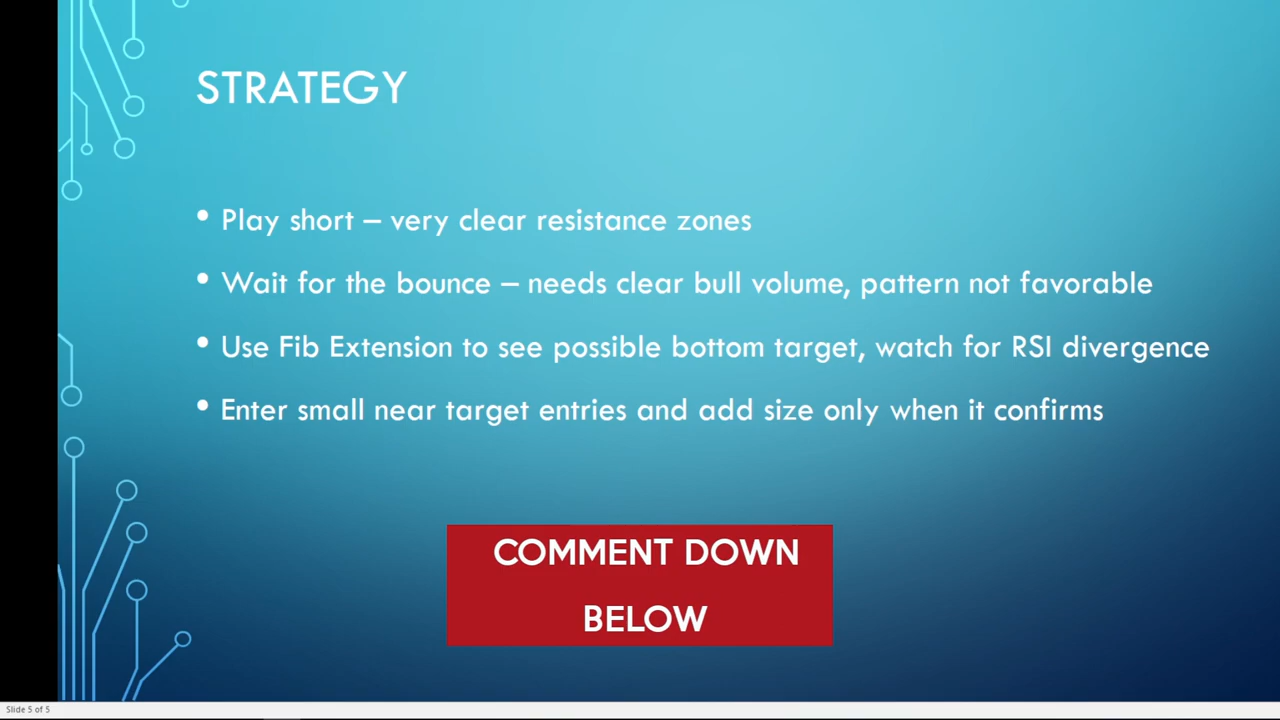 STRATEGY
• Play short – very clear resistance zones
• Wait for the bounce – needs clear bull volume, pattern not favorable
• Use Fib Extension to see possible bottom target, watch for RSI divergence
• Enter small near target entries and add size only when it confirms
COMMENT DOWN
BELOW
Slide 5 of 5